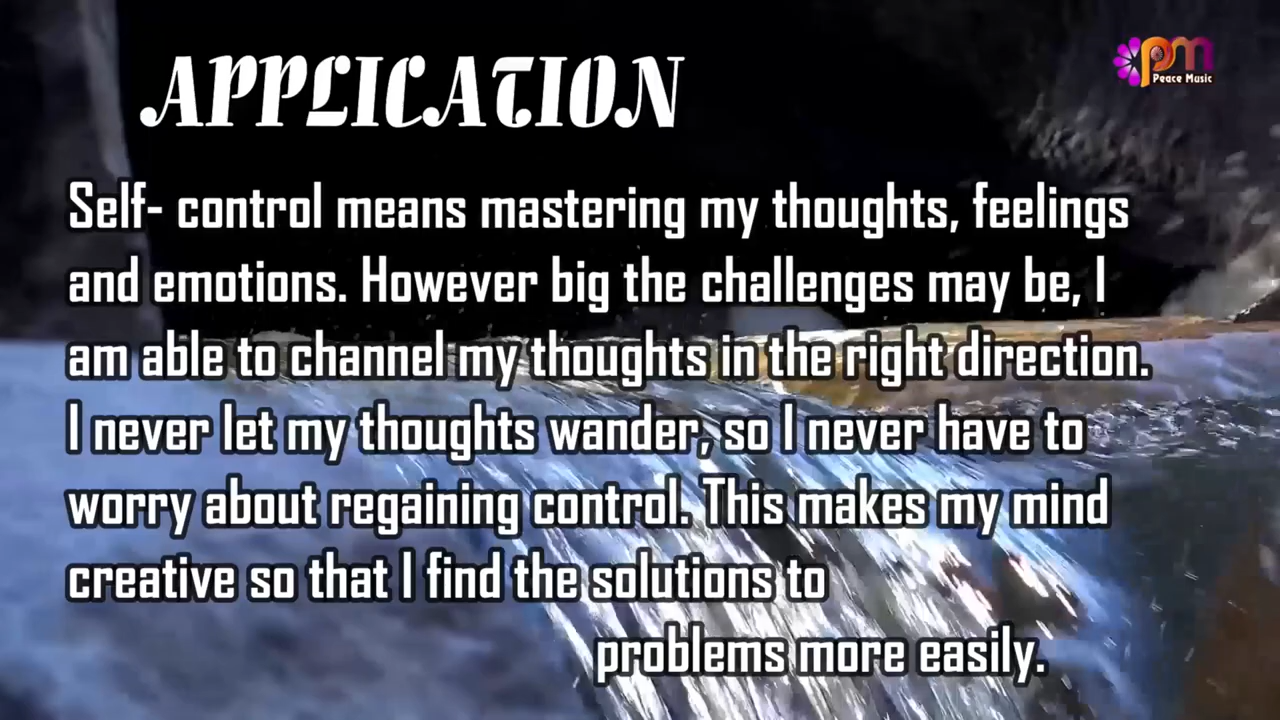 APPLICATION
pm
Peace Music
Self- control means mastering my thoughts, feelings
and emotions. However big the challenges may be, I
am able to channel my thoughts in the right direction.
I never let my thoughts wander, so I never have to
worry about regaining control. This makes my mind
creative so that I find the solutions to
problems more easily.